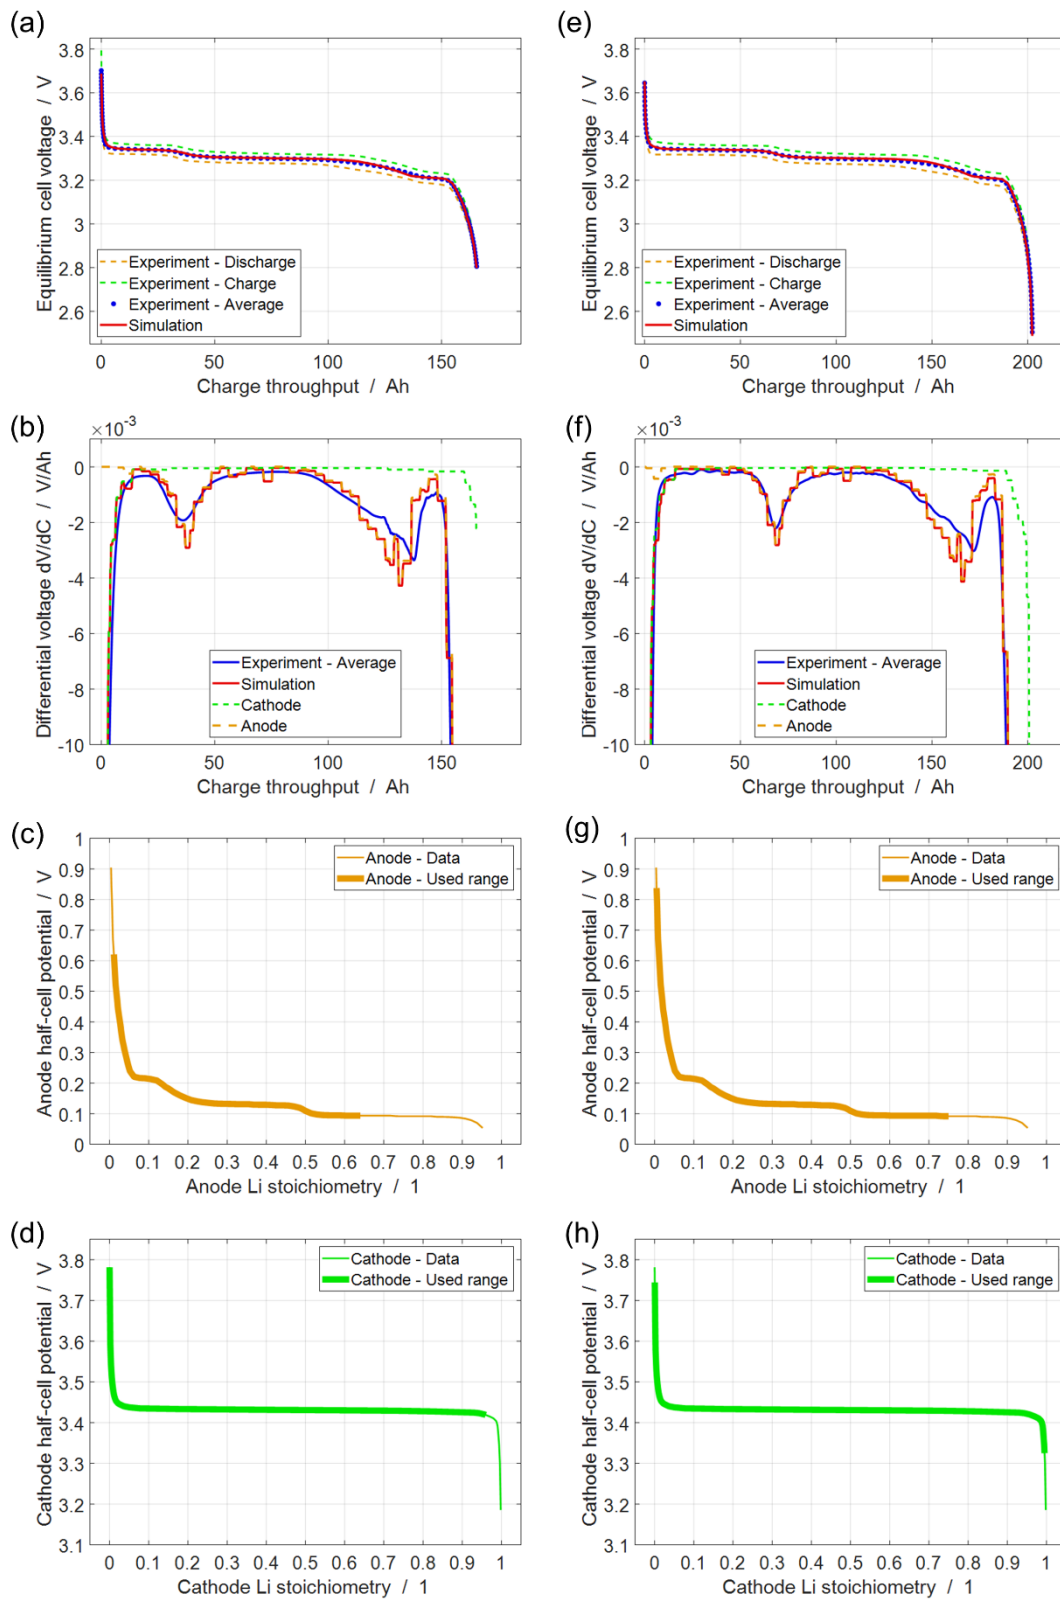 (a)
Equilibrium cell voltage / V
3.8
3.6
3.4
3.2
3
2.8
2.6
Experiment - Discharge
Experiment - Charge
Experiment - Average
Simulation
0 50 100 150
Charge throughput / Ah
(e)
Equilibrium cell voltage / V
3.8
3.6
3.4
3.2
3
2.8
2.6
Experiment - Discharge
Experiment - Charge
Experiment - Average
Simulation
0 50 100 150 200
Charge throughput / Ah
(b)
×10⁻³
Differential voltage dV/dC / V/Ah
0
-2
-4
-6
-8
-10
Experiment - Average
Simulation
Cathode
Anode
0 50 100 150
Charge throughput / Ah
(f)
×10⁻³
Differential voltage dV/dC / V/Ah
0
-2
-4
-6
-8
-10
Experiment - Average
Simulation
Cathode
Anode
0 50 100 150 200
Charge throughput / Ah
(c)
Anode half-cell potential / V
1
0.9
0.8
0.7
0.6
0.5
0.4
0.3
0.2
0.1
0
Anode - Data
Anode - Used range
0 0.1 0.2 0.3 0.4 0.5 0.6 0.7 0.8 0.9 1
Anode Li stoichiometry / 1
(g)
Anode half-cell potential / V
1
0.9
0.8
0.7
0.6
0.5
0.4
0.3
0.2
0.1
0
Anode - Data
Anode - Used range
0 0.1 0.2 0.3 0.4 0.5 0.6 0.7 0.8 0.9 1
Anode Li stoichiometry / 1
(d)
Cathode half-cell potential / V
3.8
3.7
3.6
3.5
3.4
3.3
3.2
3.1
Cathode - Data
Cathode - Used range
0 0.1 0.2 0.3 0.4 0.5 0.6 0.7 0.8 0.9 1
Cathode Li stoichiometry / 1
(h)
Cathode half-cell potential / V
3.8
3.7
3.6
3.5
3.4
3.3
3.2
3.1
Cathode - Data
Cathode - Used range
0 0.1 0.2 0.3 0.4 0.5 0.6 0.7 0.8 0.9 1
Cathode Li stoichiometry / 1